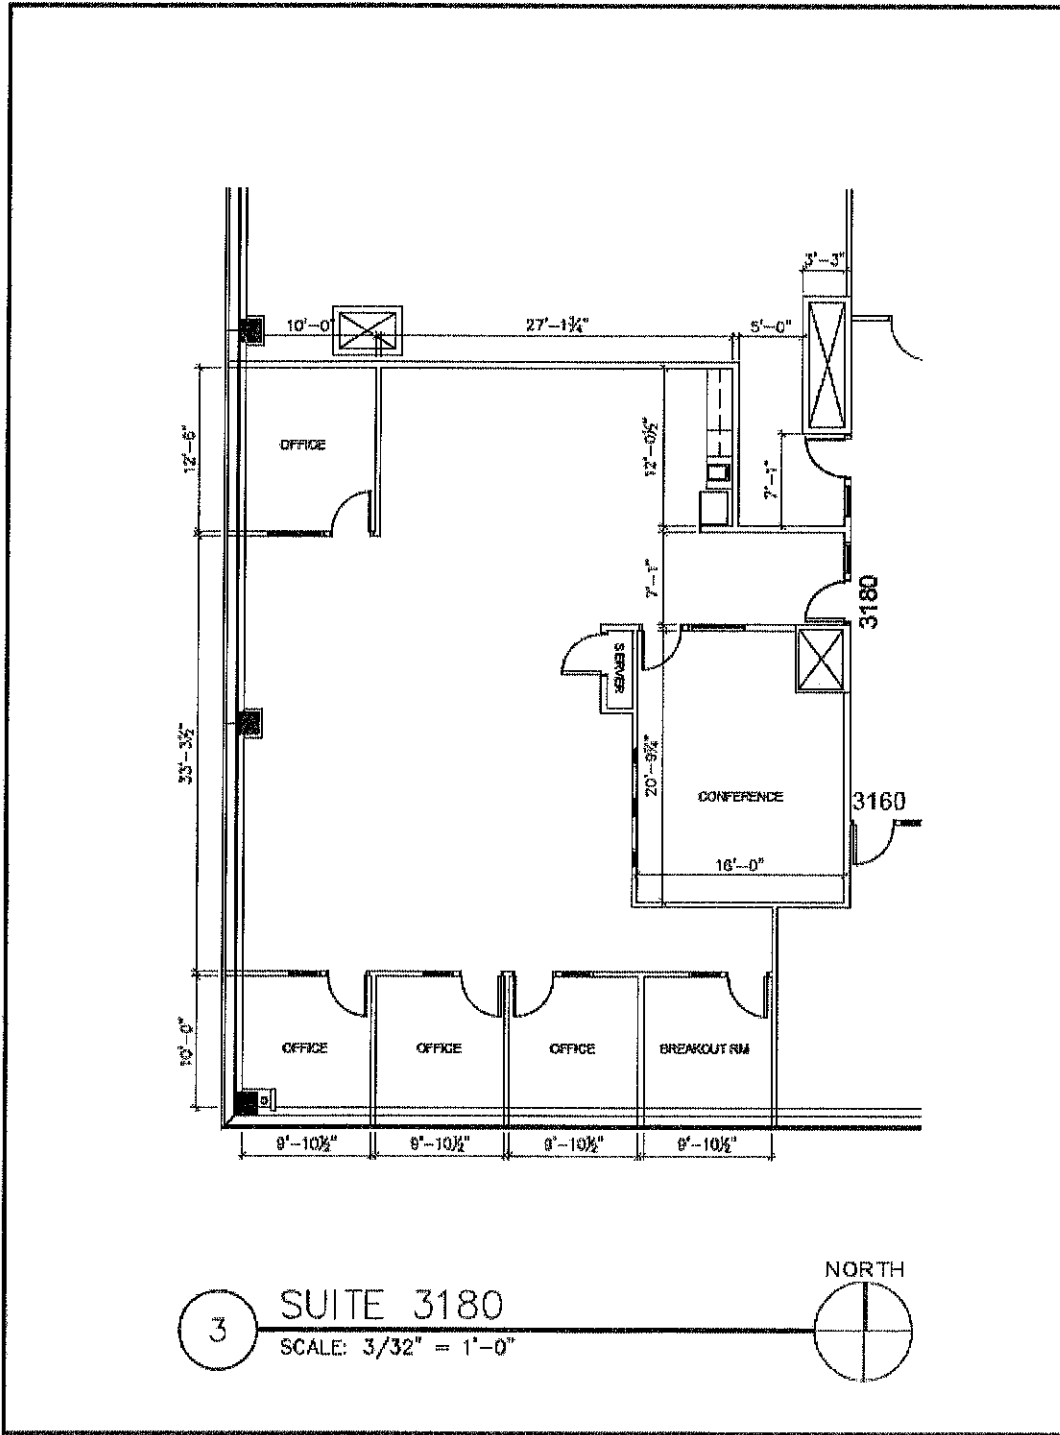 3'-3"
10'-0"
27'-1¾"
5'-0"
OFFICE
12'-6"
12'-0½"
7'-1"
7'-1"
3180
SERVER
33'-3½"
20'-9¾"
CONFERENCE
3160
16'-0"
10'-0"
OFFICE
OFFICE
OFFICE
BREAKOUT RM
9'-10½"
9'-10½"
9'-10½"
9'-10½"
NORTH
3
SUITE 3180
SCALE: 3/32" = 1'-0"